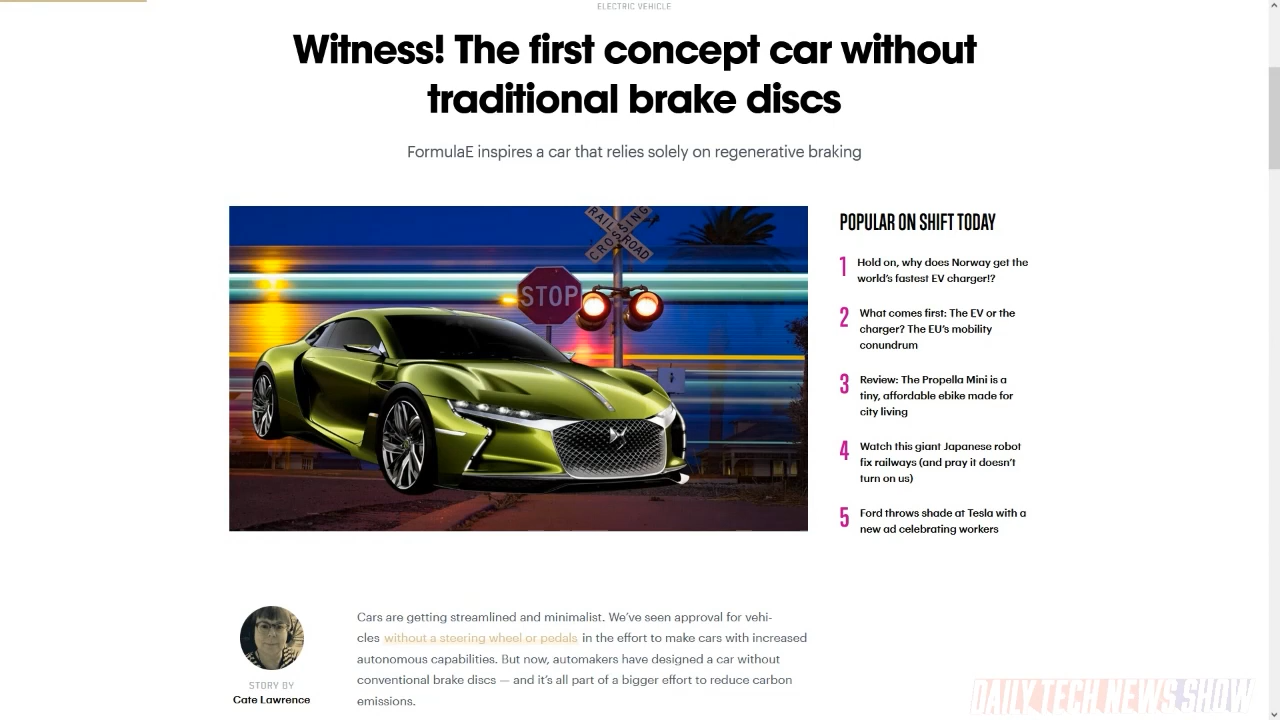 ELECTRIC VEHICLE
Witness! The first concept car without
traditional brake discs
FormulaE inspires a car that relies solely on regenerative braking
RAILROAD
CROSSING
STOP
POPULAR ON SHIFT TODAY
1 Hold on, why does Norway get the
world's fastest EV charger!?
2 What comes first: The EV or the
charger? The EU's mobility
conundrum
3 Review: The Propella Mini is a
tiny, affordable ebike made for
city living
4 Watch this giant Japanese robot
fix railways (and pray it doesn't
turn on us)
5 Ford throws shade at Tesla with a
new ad celebrating workers
STORY BY
Cate Lawrence
Cars are getting streamlined and minimalist. We've seen approval for vehi-
cles without a steering wheel or pedals in the effort to make cars with increased
autonomous capabilities. But now, automakers have designed a car without
conventional brake discs — and it's all part of a bigger effort to reduce carbon
emissions.
DAILY TECH NEWS SHOW